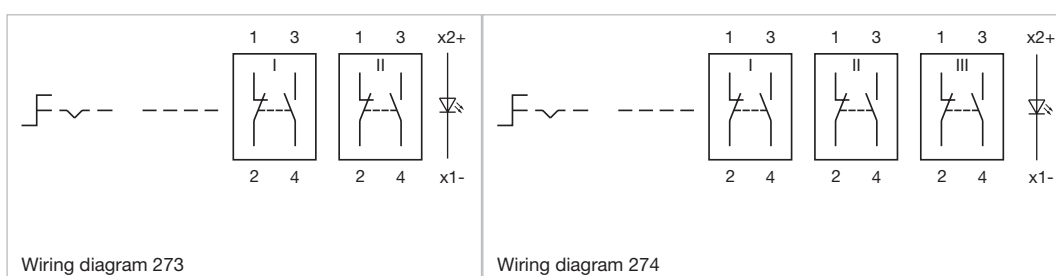 1 3 1 3 x2+
I II
2 4 2 4 x1-
Wiring diagram 273
1 3 1 3 1 3 x2+
I II III
2 4 2 4 2 4 x1-
Wiring diagram 274